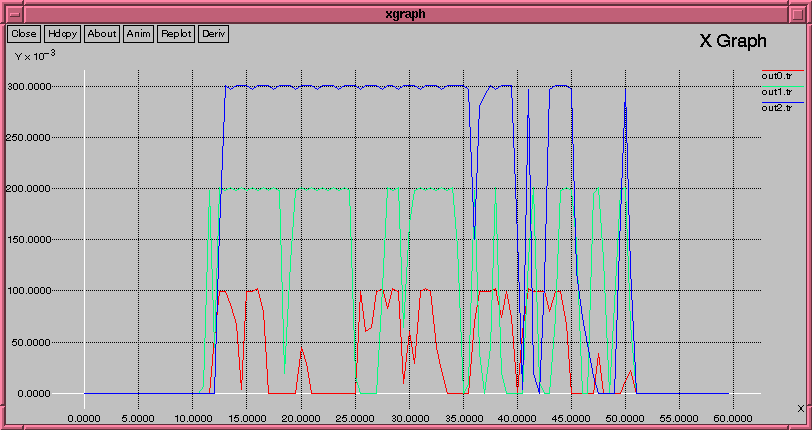 xgraph
Close Hdcpy About Anim Replot Deriv
X Graph
Y x 10-3
out0.tr
out1.tr
out2.tr
300.0000
250.0000
200.0000
150.0000
100.0000
50.0000
0.0000
X
0.0000 5.0000 10.0000 15.0000 20.0000 25.0000 30.0000 35.0000 40.0000 45.0000 50.0000 55.0000 60.0000